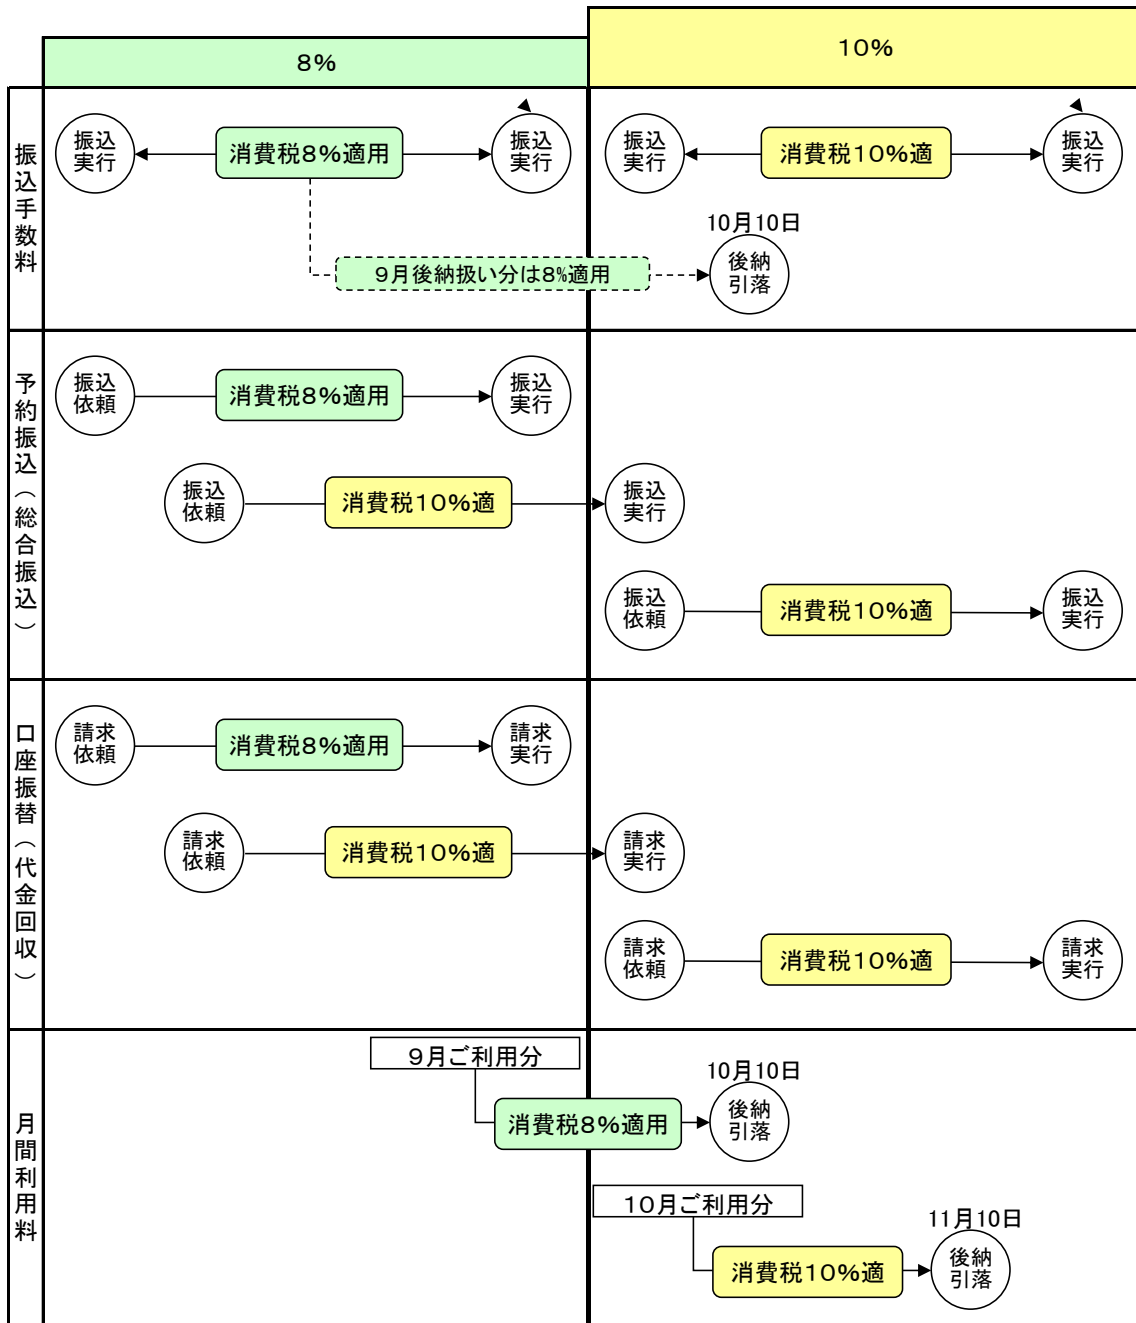 8%
10%
振込手数料
振込
実行
消費税8%適用
振込
実行
振込
実行
消費税10%適
振込
実行
10月10日
9月後納扱い分は8%適用
後納
引落
予約振込（総合振込）
振込
依頼
消費税8%適用
振込
実行
振込
依頼
消費税10%適
振込
実行
振込
依頼
消費税10%適
振込
実行
口座振替（代金回収）
請求
依頼
消費税8%適用
請求
実行
請求
依頼
消費税10%適
請求
実行
請求
依頼
消費税10%適
請求
実行
月間利用料
9月ご利用分
10月10日
消費税8%適用
後納
引落
10月ご利用分
11月10日
消費税10%適
後納
引落